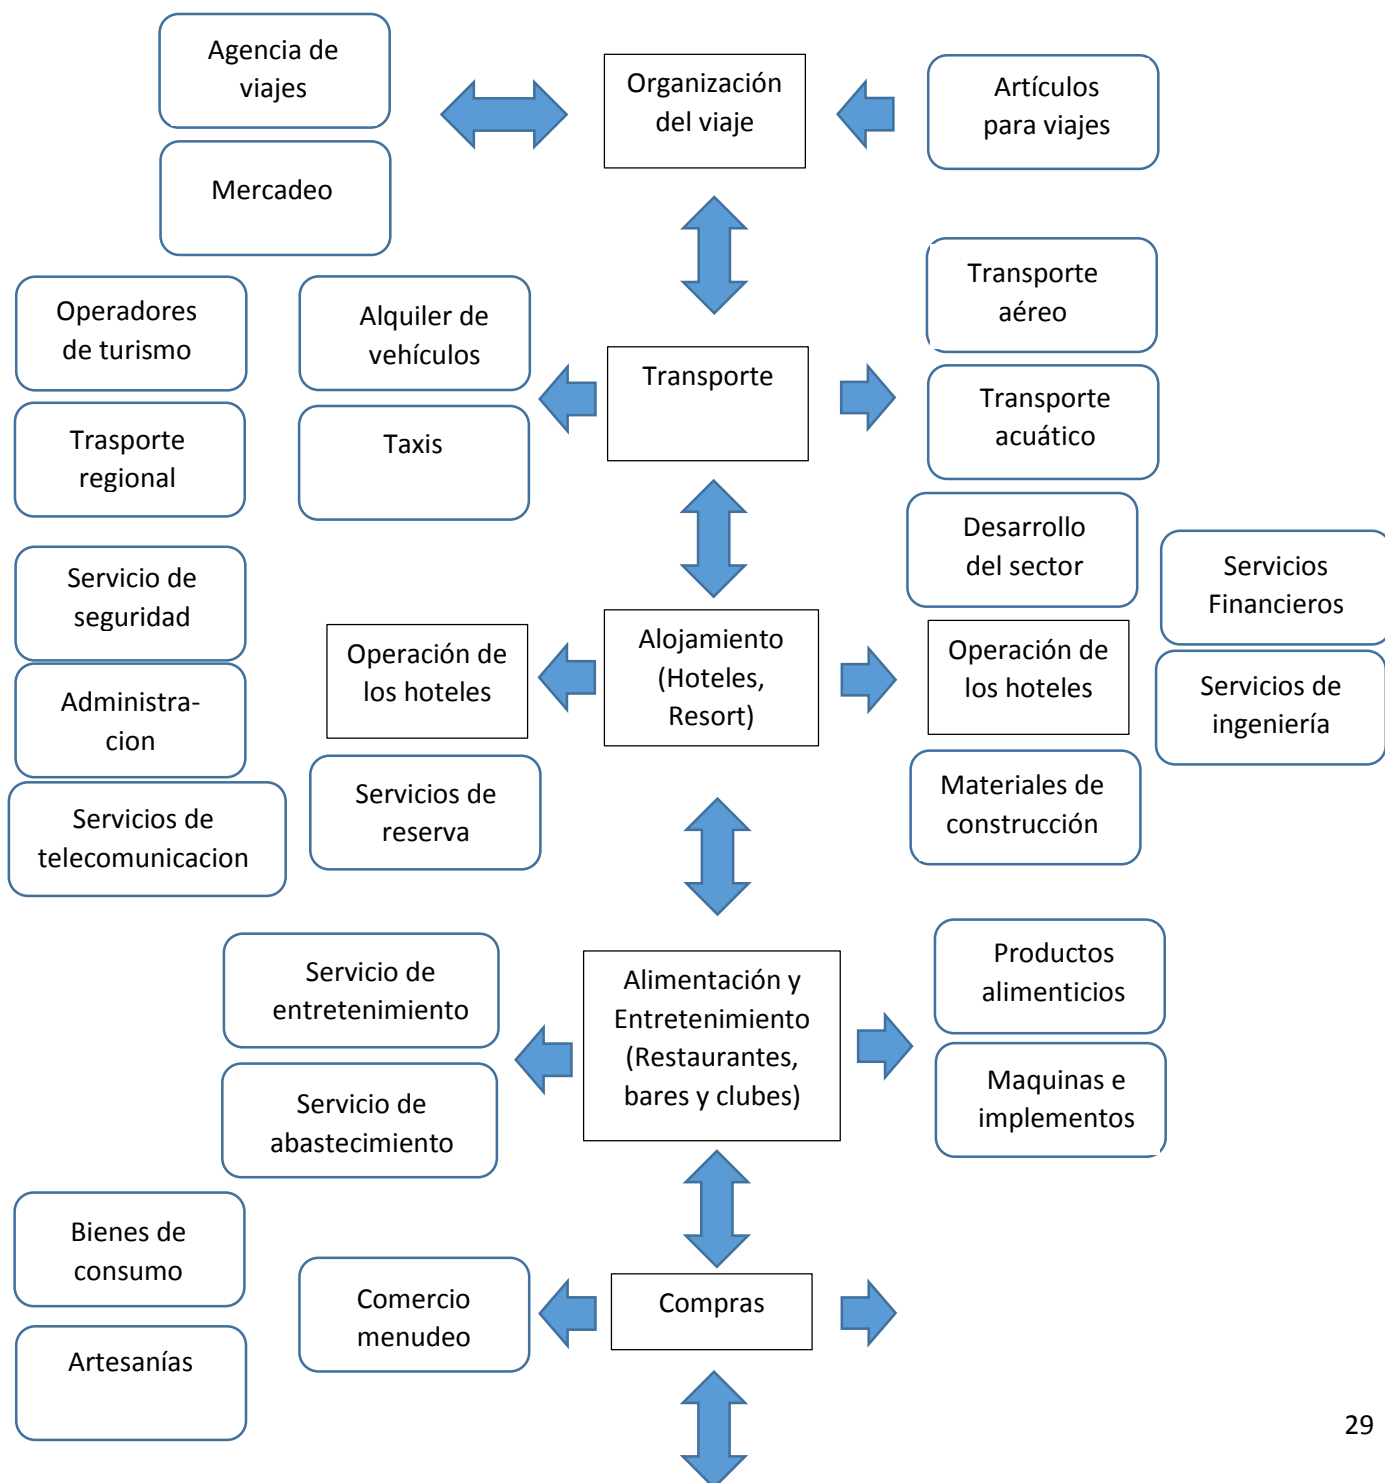 Agencia de
viajes
Organización
del viaje
Artículos
para viajes
Mercadeo
Operadores
de turismo
Alquiler de
vehículos
Transporte
aéreo
Transporte
Trasporte
regional
Taxis
Transporte
acuático
Desarrollo
del sector
Servicios
Financieros
Servicio de
seguridad
Operación de
los hoteles
Alojamiento
(Hoteles,
Resort)
Operación de
los hoteles
Servicios de
ingeniería
Administra-
cion
Servicios de
telecomunicacion
Servicios de
reserva
Materiales de
construcción
Servicio de
entretenimiento
Alimentación y
Entretenimiento
(Restaurantes,
bares y clubes)
Productos
alimenticios
Servicio de
abastecimiento
Maquinas e
implementos
Bienes de
consumo
Comercio
menudeo
Compras
Artesanías
29